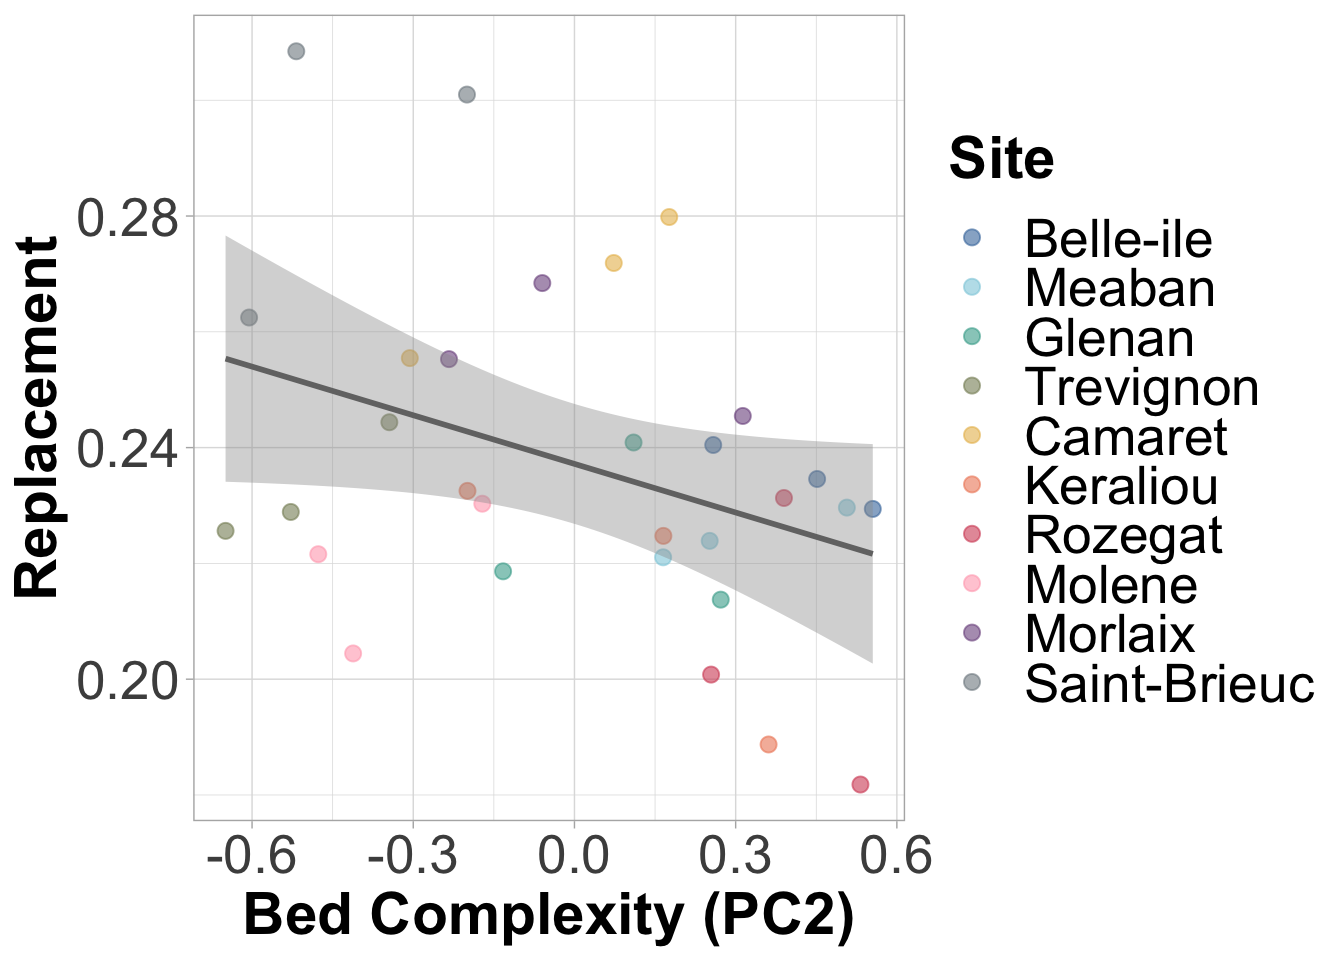 Replacement
0.28
0.24
0.20
-0.6 -0.3 0.0 0.3 0.6
Bed Complexity (PC2)
Site
Belle-ile
Meaban
Glenan
Trevignon
Camaret
Keraliou
Rozegat
Molene
Morlaix
Saint-Brieuc